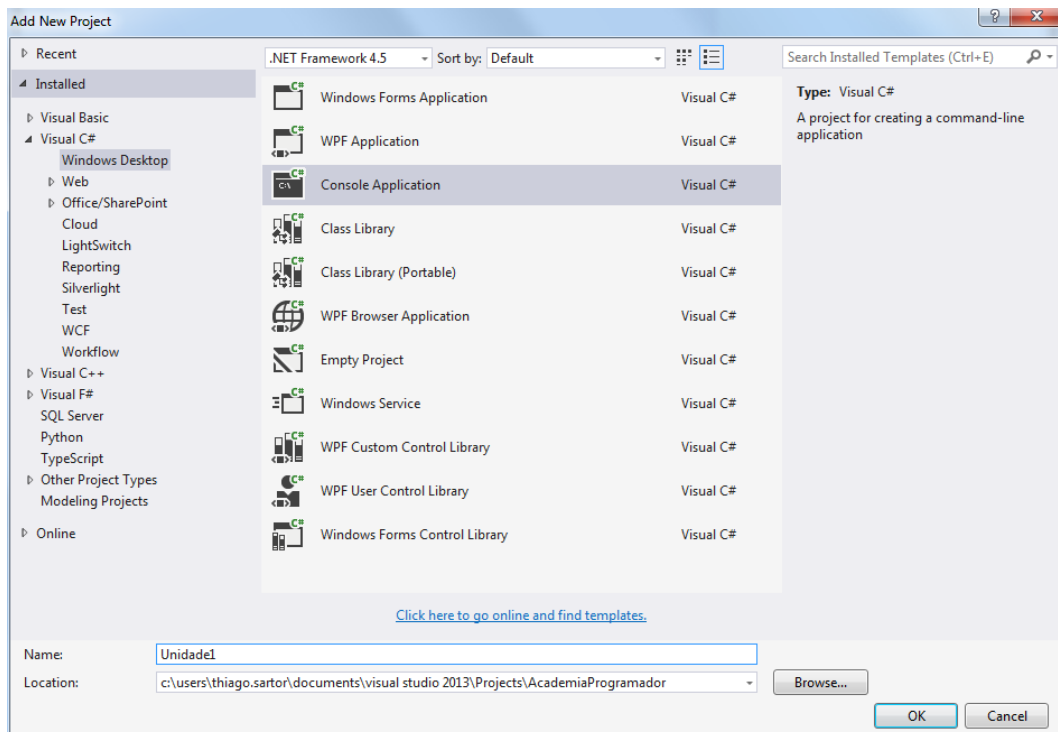 Add New Project
Recent
Installed
Visual Basic
Visual C#
Windows Desktop
Web
Office/SharePoint
Cloud
LightSwitch
Reporting
Silverlight
Test
WCF
Workflow
Visual C++
Visual F#
SQL Server
Python
TypeScript
Other Project Types
Modeling Projects
Online
.NET Framework 4.5 Sort by: Default
Windows Forms Application Visual C#
WPF Application Visual C#
Console Application Visual C#
Class Library Visual C#
Class Library (Portable) Visual C#
WPF Browser Application Visual C#
Empty Project Visual C#
Windows Service Visual C#
WPF Custom Control Library Visual C#
WPF User Control Library Visual C#
Windows Forms Control Library Visual C#
Click here to go online and find templates.
Search Installed Templates (Ctrl+E)
Type: Visual C#
A project for creating a command-line
application
Name: Unidade1
Location: c:\users\thiago.sartor\documents\visual studio 2013\Projects\AcademiaProgramador Browse...
OK Cancel